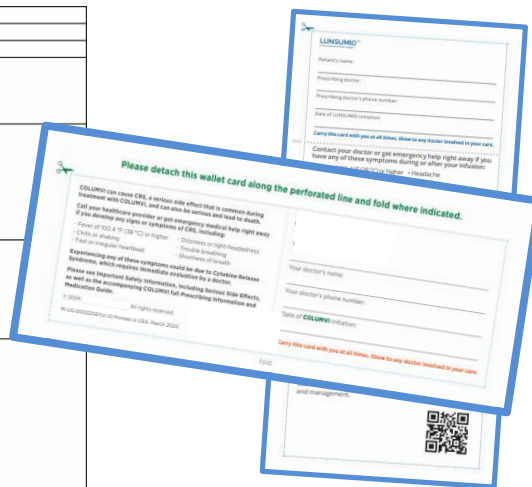 LUNSUMIO™
Patient's name:
Prescribing doctor:
Prescribing doctor's phone number:
Date of LUNSUMIO initiation:
Carry this card with you at all times. Show to any doctor involved in your care.
fold
Contact your doctor or get emergency help right away if you
have any of these symptoms during or after your infusion:
(38 °C) or higher • Headache
Please detach this wallet card along the perforated line and fold where indicated.
COLUMVI can cause CRS, a serious side effect that is common during
treatment with COLUMVI, and can also be serious and lead to death.
Call your healthcare provider or get emergency medical help right away
if you develop any signs or symptoms of CRS, including:
- Fever of 100.4 °F (38 °C) or higher - Dizziness or light-headedness
- Chills or shaking - Trouble breathing
- Fast or irregular heartbeat - Shortness of breath
Experiencing any of these symptoms could be due to Cytokine Release
Syndrome, which requires immediate evaluation by a doctor.
Please see Important Safety Information, including Serious Side Effects,
as well as the accompanying COLUMVI full Prescribing Information and
Medication Guide.
© 2024 All rights reserved.
Printed in USA. March 2024
Your doctor's name:
Your doctor's phone number:
Date of COLUMVI initiation:
Carry this card with you at all times. Show to any doctor involved in your care.
fold
and management.